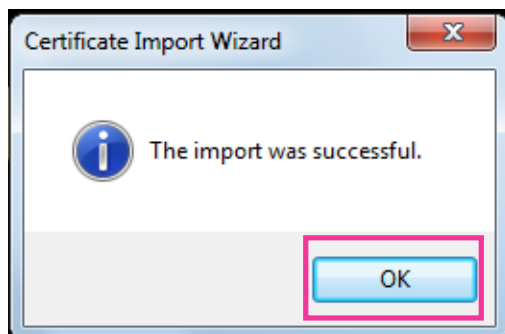 Certificate Import Wizard
The import was successful.
OK